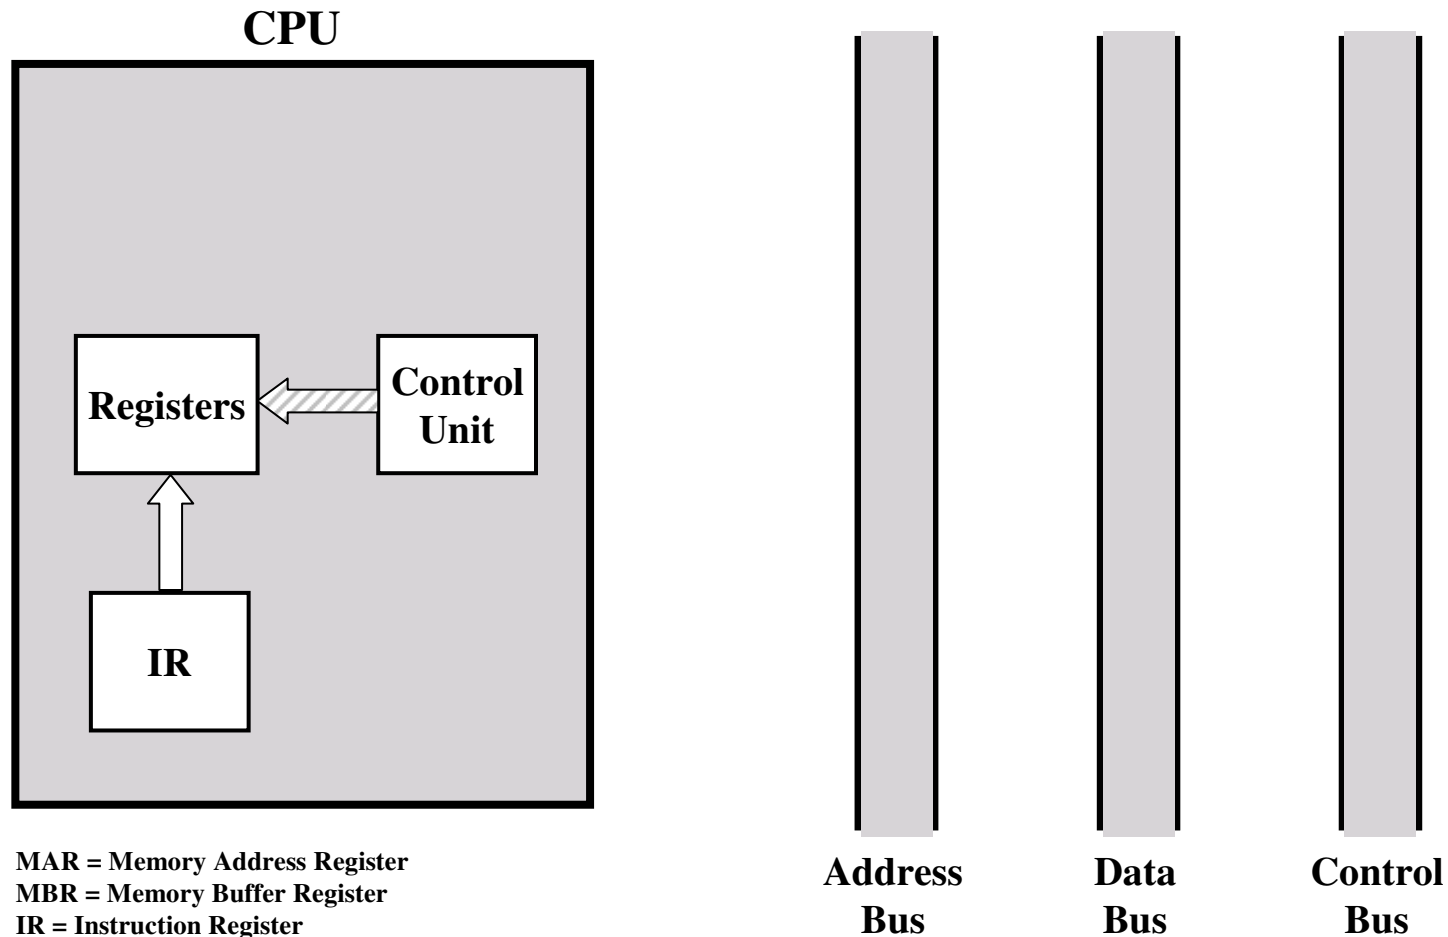 CPU
Registers
Control
Unit
IR
MAR = Memory Address Register
MBR = Memory Buffer Register
IR = Instruction Register
Address
Bus
Data
Bus
Control
Bus